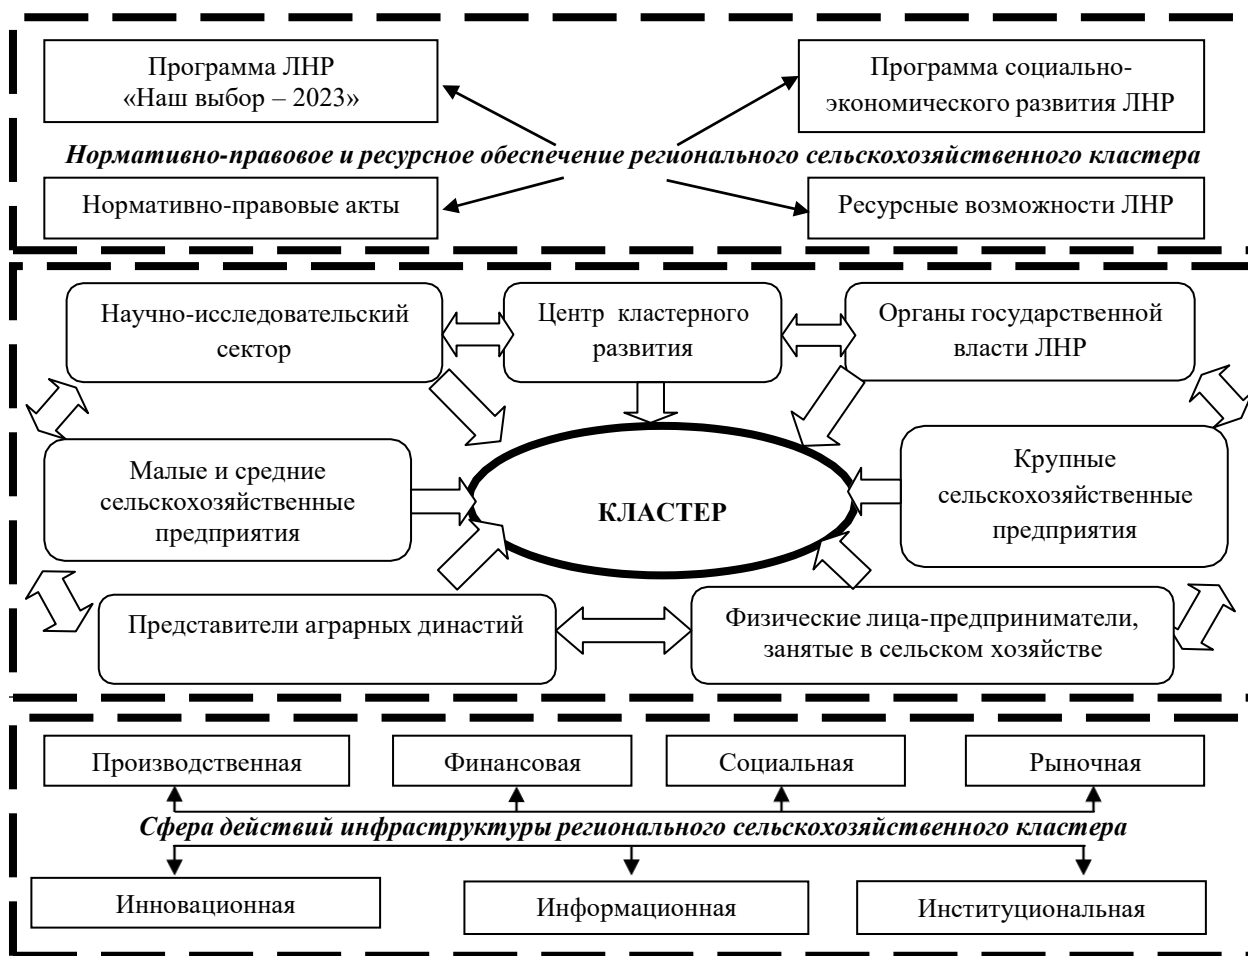 Программа ЛНР
«Наш выбор – 2023»
Программа социально-
экономического развития ЛНР
Нормативно-правовое и ресурсное обеспечение регионального сельскохозяйственного кластера
Нормативно-правовые акты
Ресурсные возможности ЛНР
Научно-исследовательский
сектор
Центр кластерного
развития
Органы государственной
власти ЛНР
Малые и средние
сельскохозяйственные
предприятия
КЛАСТЕР
Крупные
сельскохозяйственные
предприятия
Представители аграрных династий
Физические лица-предприниматели,
занятые в сельском хозяйстве
Производственная
Финансовая
Социальная
Рыночная
Сфера действий инфраструктуры регионального сельскохозяйственного кластера
Инновационная
Информационная
Институциональная